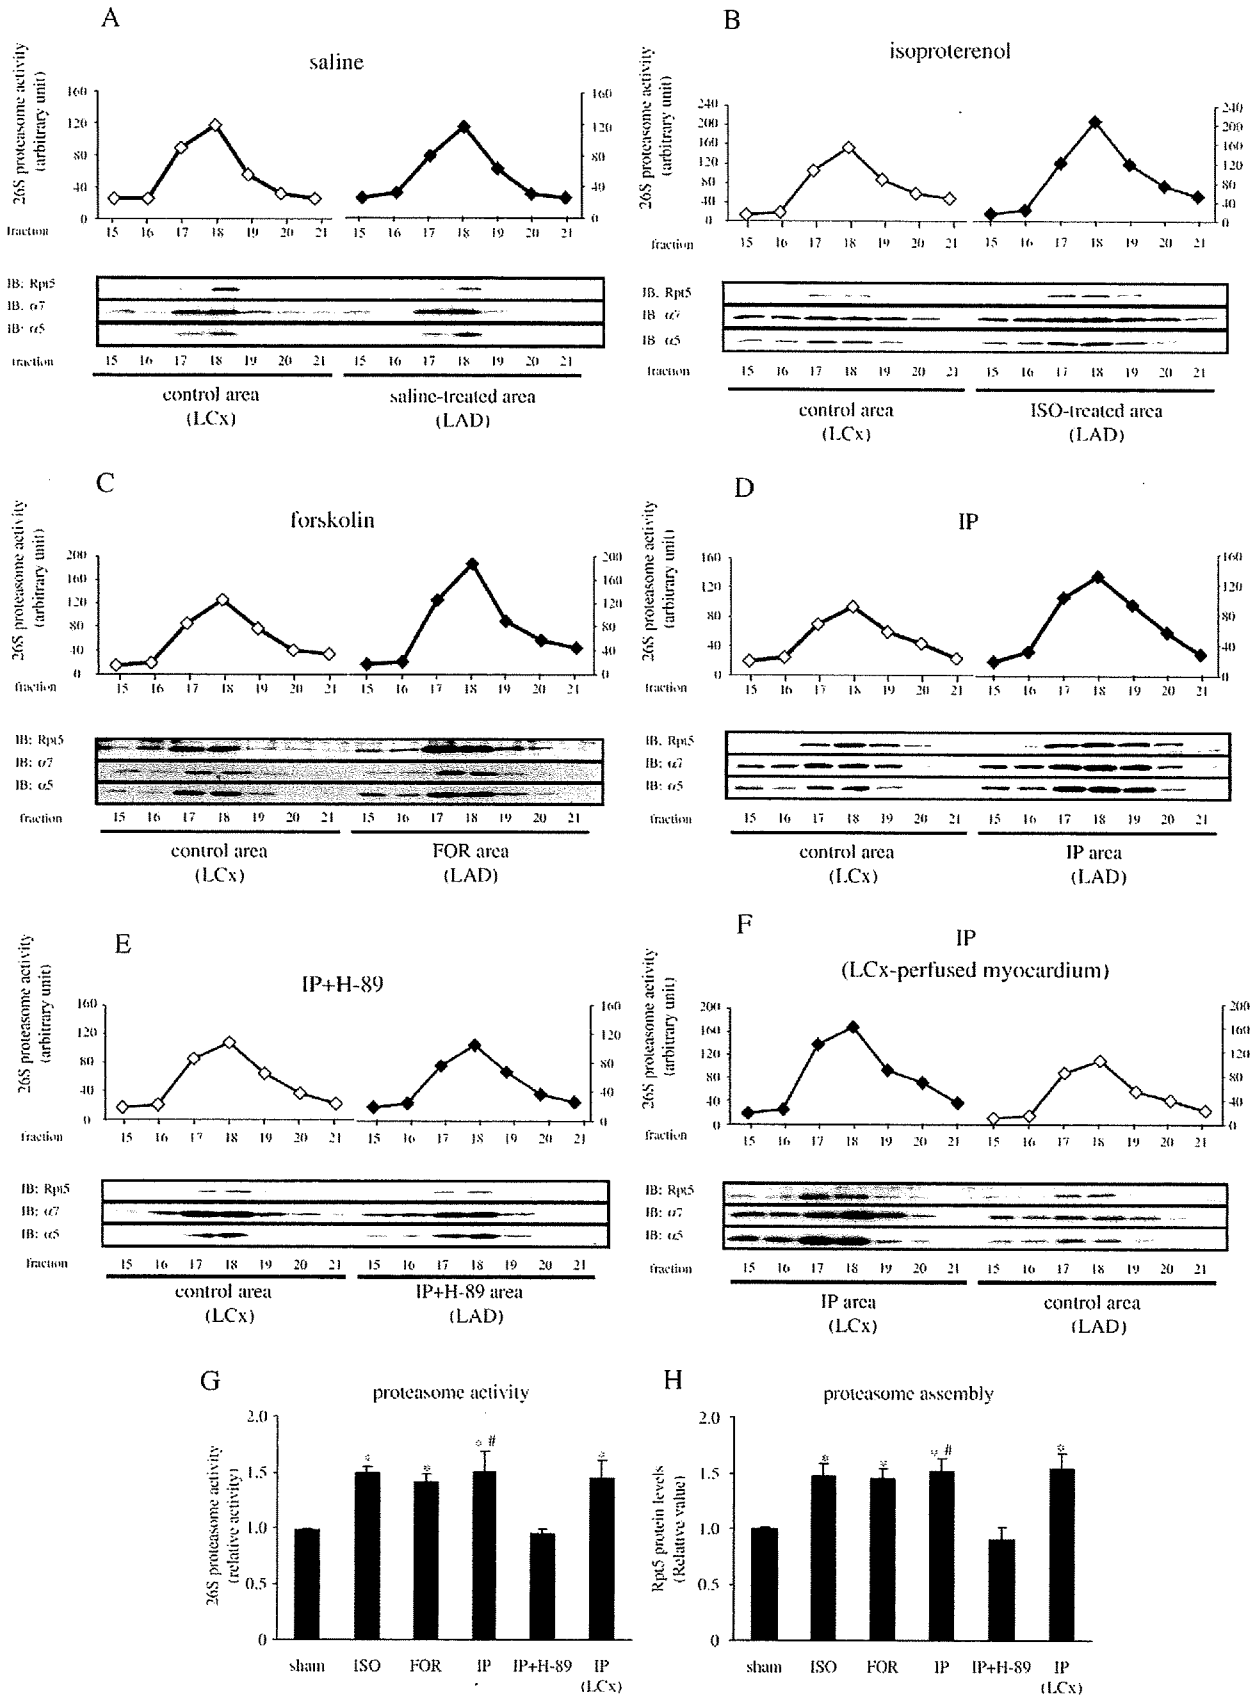 A
saline
26S proteasome activity
(arbitrary unit)
160
120
80
40
0
160
120
80
40
0
fraction
15 16 17 18 19 20 21 15 16 17 18 19 20 21
IB: Rpt5
IB: α7
IB: α5
fraction
15 16 17 18 19 20 21 15 16 17 18 19 20 21
control area
(LCx)
saline-treated area
(LAD)
B
isoproterenol
26S proteasome activity
(arbitrary unit)
240
200
160
120
80
40
0
240
200
160
120
80
40
0
fraction
15 16 17 18 19 20 21 15 16 17 18 19 20 21
IB. Rpt5
IB α7
IB α5
fraction
15 16 17 18 19 20 21 15 16 17 18 19 20 21
control area
(LCx)
ISO-treated area
(LAD)
C
forskolin
26S proteasome activity
(arbitrary unit)
200
160
120
80
40
0
200
160
120
80
40
0
fraction
15 16 17 18 19 20 21 15 16 17 18 19 20 21
IB: Rpt5
IB: α7
IB: α5
fraction
15 16 17 18 19 20 21 15 16 17 18 19 20 21
control area
(LCx)
FOR area
(LAD)
D
IP
26S proteasome activity
(arbitrary unit)
160
120
80
40
0
160
120
80
40
0
fraction
15 16 17 18 19 20 21 15 16 17 18 19 20 21
IB. Rpt5
IB: α7
IB: α5
fraction
15 16 17 18 19 20 21 15 16 17 18 19 20 21
control area
(LCx)
IP area
(LAD)
E
IP+H-89
26S proteasome activity
(arbitrary unit)
160
120
80
40
0
160
120
80
40
0
fraction
15 16 17 18 19 20 21 15 16 17 18 19 20 21
IB: Rpt5
IB: α7
IB: α5
fraction
15 16 17 18 19 20 21 15 16 17 18 19 20 21
control area
(LCx)
IP+H-89 area
(LAD)
F
IP
(LCx-perfused myocardium)
26S proteasome activity
(arbitrary unit)
200
160
120
80
40
0
200
160
120
80
40
0
fraction
15 16 17 18 19 20 21 15 16 17 18 19 20 21
IB: Rpt5
IB: α7
IB: α5
fraction
15 16 17 18 19 20 21 15 16 17 18 19 20 21
IP area
(LCx)
control area
(LAD)
G
proteasome activity
26S proteasome activity
(relative activity)
2.0
1.5
1.0
0.5
0
* * * # *
sham ISO FOR IP IP+H-89 IP
(LCx)
H
proteasome assembly
Rpt5 protein levels
(Relative value)
2.0
1.5
1.0
0.5
0
* * * # *
sham ISO FOR IP IP+H-89 IP
(LCx)